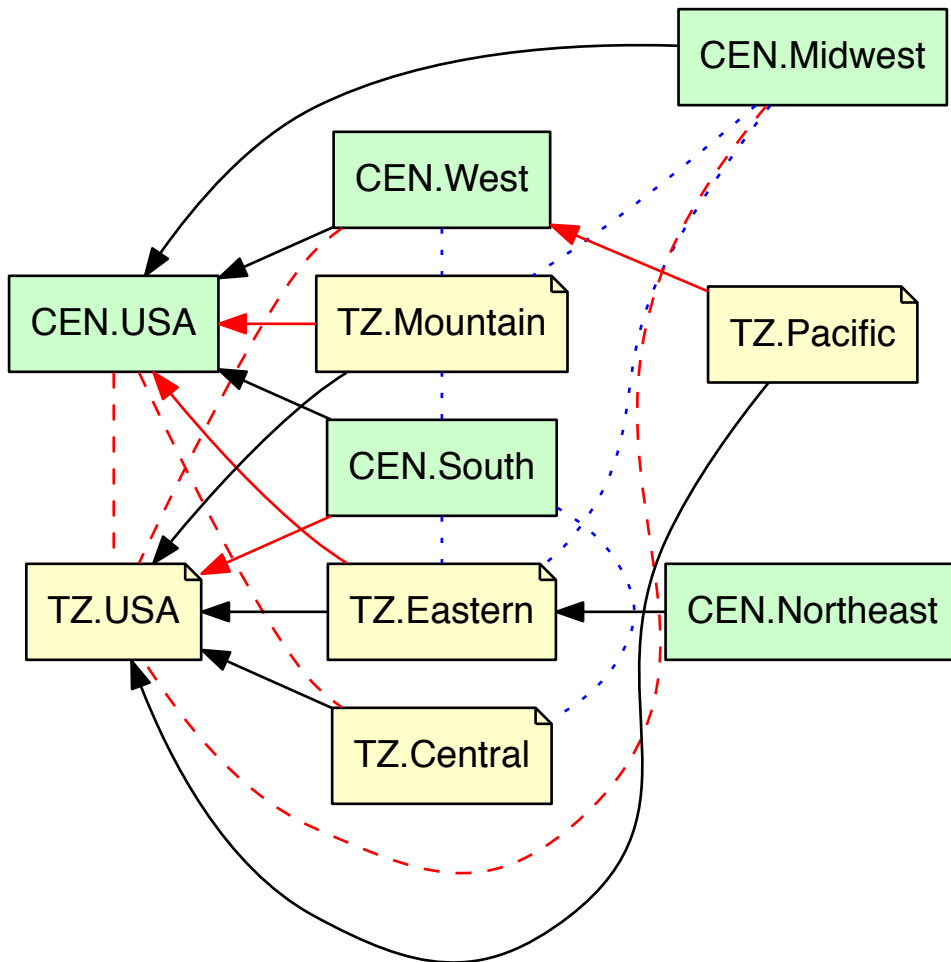 CEN.Midwest
CEN.West
CEN.USA
TZ.Mountain
TZ.Pacific
CEN.South
TZ.USA
TZ.Eastern
CEN.Northeast
TZ.Central